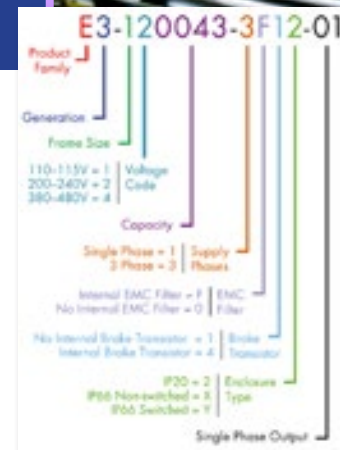 E3-120043-3F12-01
Product
Family
Generation
Frame Size
110-115V = 1
200-240V = 2
380-480V = 4
Voltage
Code
Capacity
Single Phase = 1
3 Phase = 3
Supply
Phases
Internal EMC Filter = F
No Internal EMC Filter = 0
EMC
Filter
No Internal Brake Transistor = 1
Internal Brake Transistor = 4
Brake
Transistor
IP20 = 2
IP66 Non-switched = X
IP66 Switched = Y
Enclosure
Type
Single Phase Output